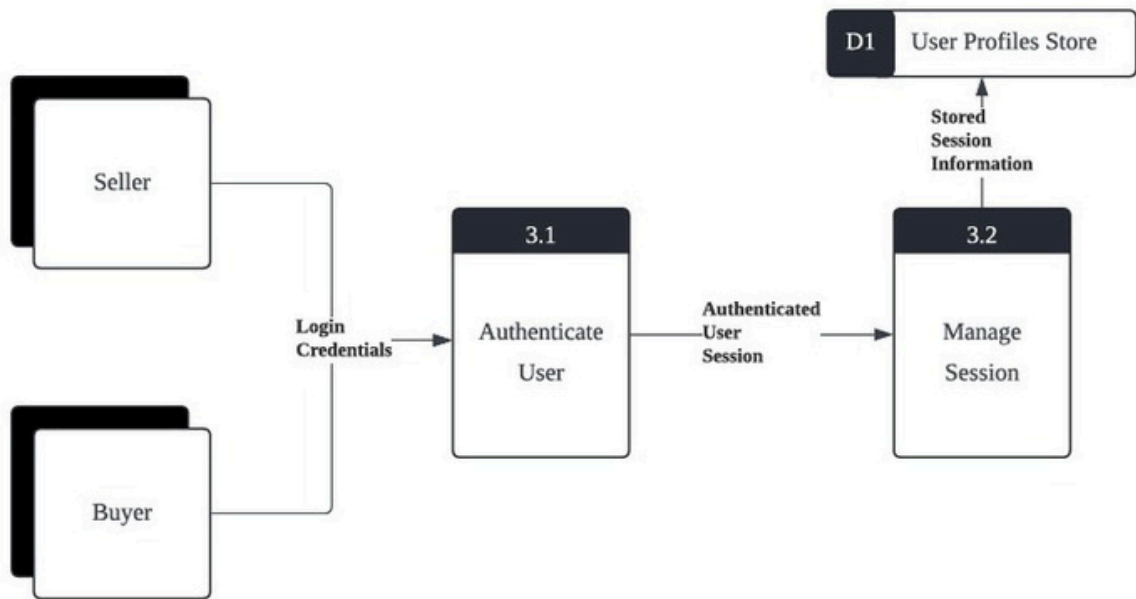 D1 User Profiles Store
Stored
Session
Information
Seller
3.1
3.2
Login
Credentials
Authenticate
User
Authenticated
User
Session
Manage
Session
Buyer